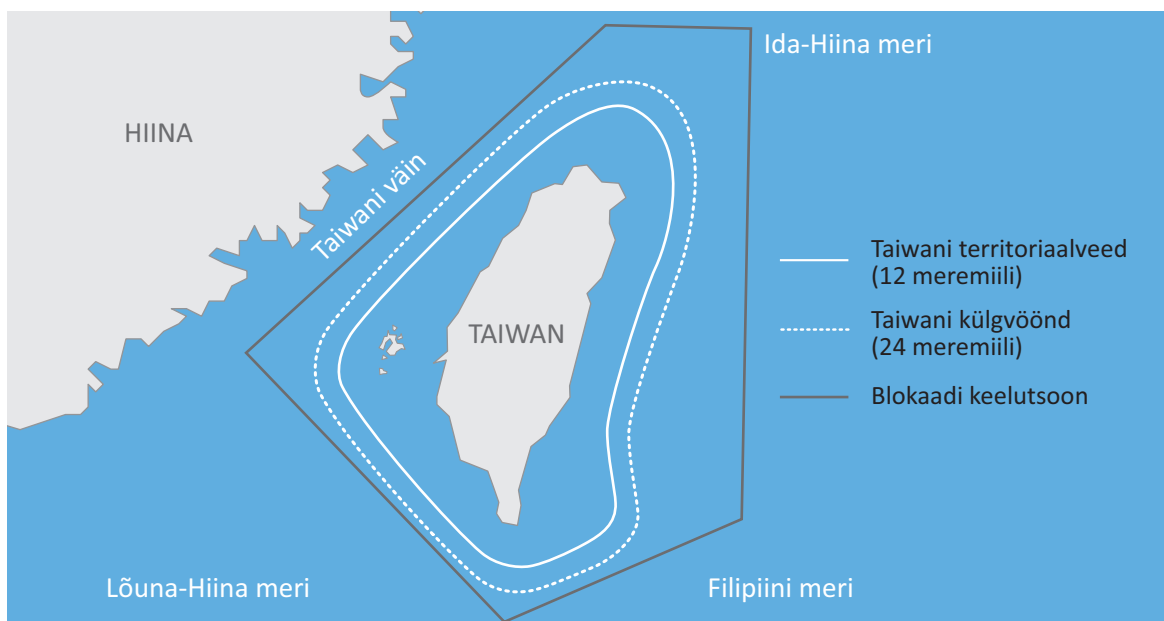 Ida-Hiina meri
HIINA
Taiwani väin
TAIWAN
Taiwani territoriaalveed
(12 meremiili)
Taiwani külgvöönd
(24 meremiili)
Blokaadi keelutsoon
Lõuna-Hiina meri
Filipiini meri